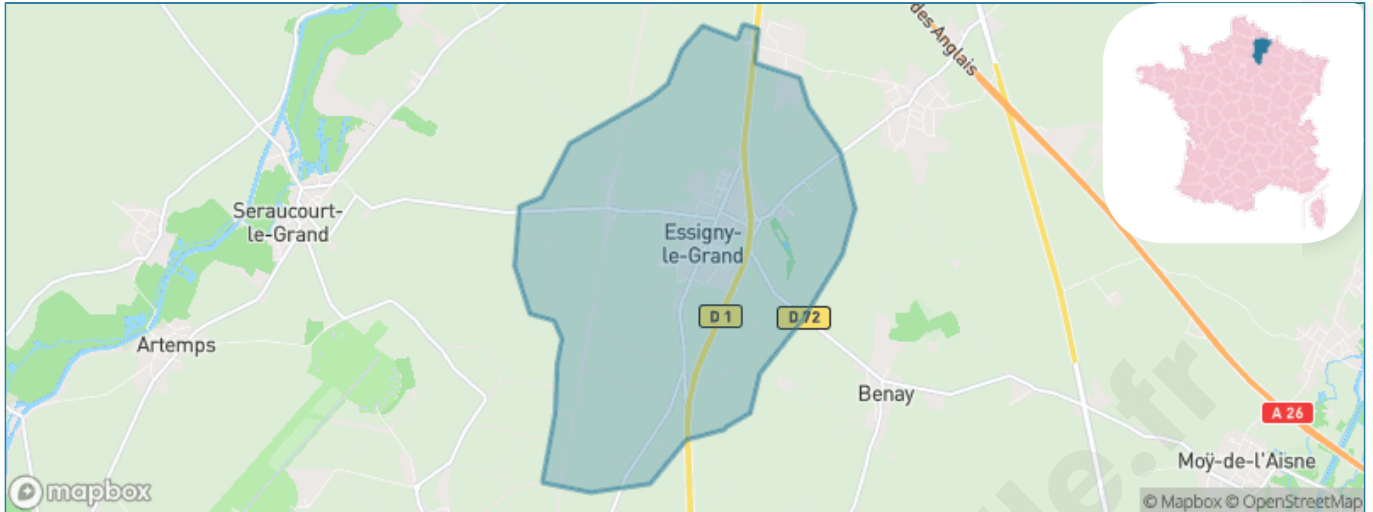 des Anglais
Seraucourt-
le-Grand
Essigny-
le-Grand
D 1
D 72
Artemps
Benay
A 26
Moÿ-de-l'Aisne
mapbox
© Mapbox © OpenStreetMap